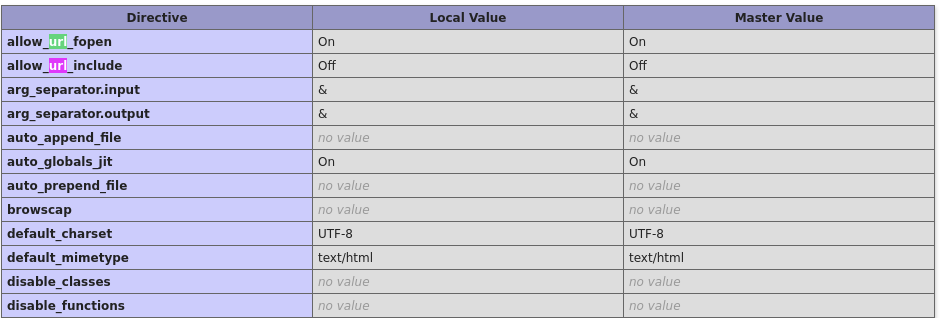 Directive Local Value Master Value
allow_url_fopen On On
allow_url_include Off Off
arg_separator.input & &
arg_separator.output & &
auto_append_file no value no value
auto_globals_jit On On
auto_prepend_file no value no value
browscap no value no value
default_charset UTF-8 UTF-8
default_mimetype text/html text/html
disable_classes no value no value
disable_functions no value no value